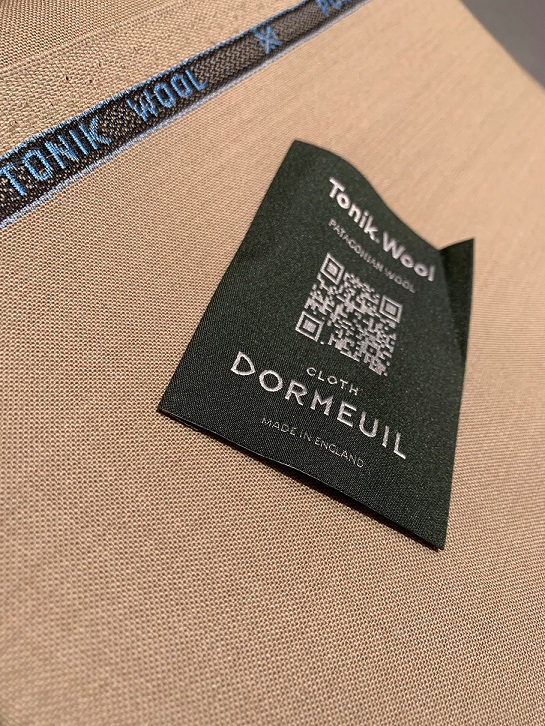 TONIK WOOL
Tonik.Wool
PATAGONIAN WOOL
CLOTH
DORMEUIL
MADE IN ENGLAND